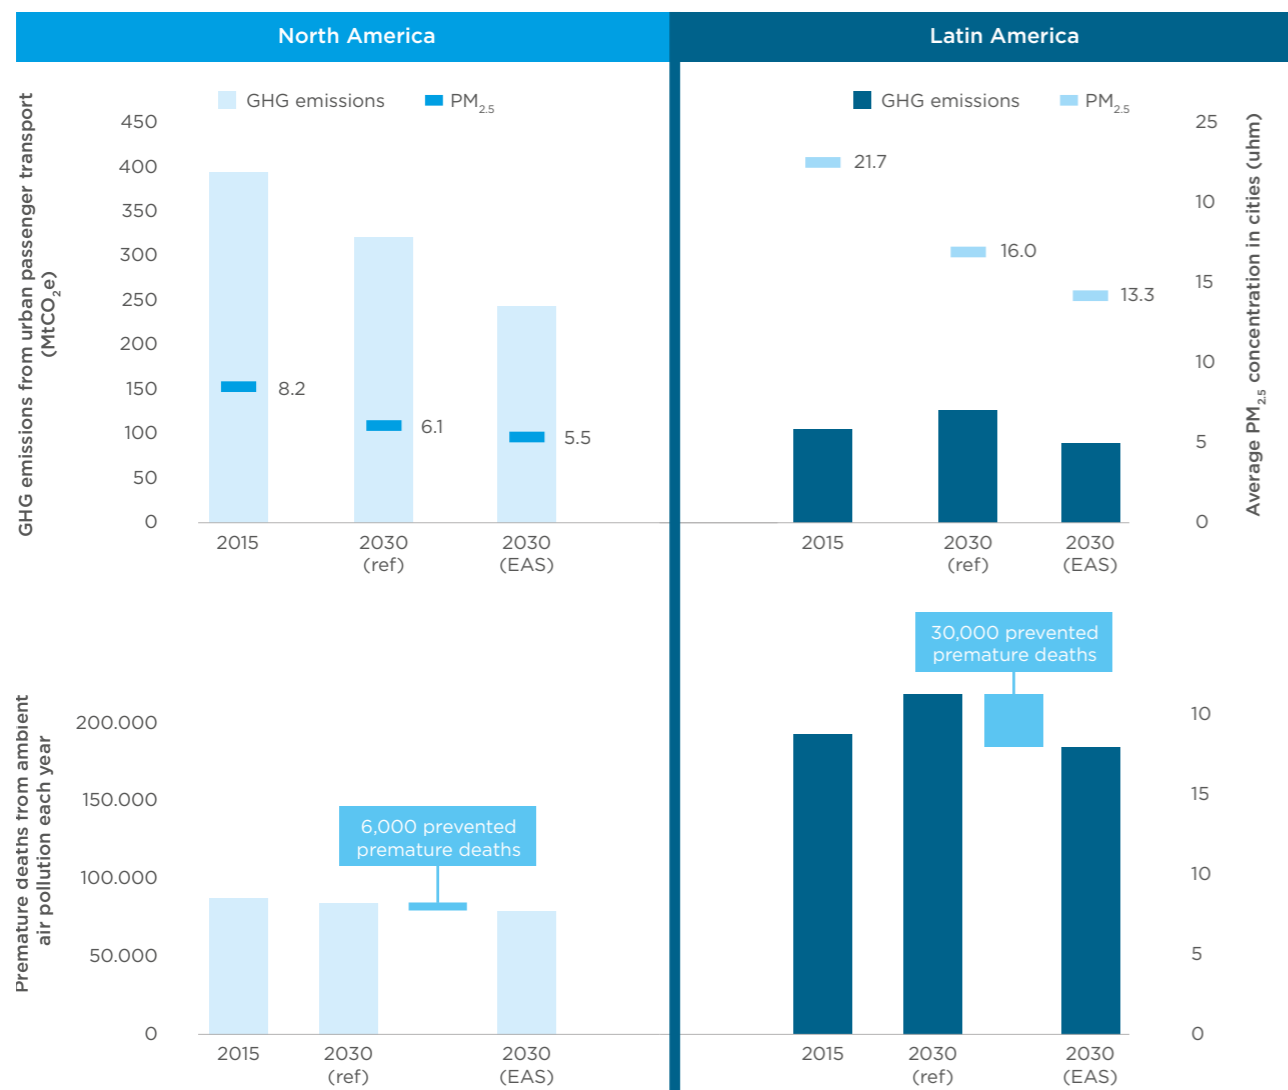 North America
Latin America
GHG emissions from urban passenger transport
(MtCO₂e)
GHG emissions
PM₂.₅
450
400
350
300
250
200
150
100
50
0
8.2
6.1
5.5
2015
2030
(ref)
2030
(EAS)
GHG emissions
PM₂.₅
21.7
16.0
13.3
2015
2030
(ref)
2030
(EAS)
25
10
15
10
5
0
Average PM₂.₅ concentration in cities (uhm)
Premature deaths from ambient
air pollution each year
200.000
150.000
100.000
50.000
0
6,000 prevented
premature deaths
2015
2030
(ref)
2030
(EAS)
30,000 prevented
premature deaths
2015
2030
(ref)
2030
(EAS)
10
15
10
5
0